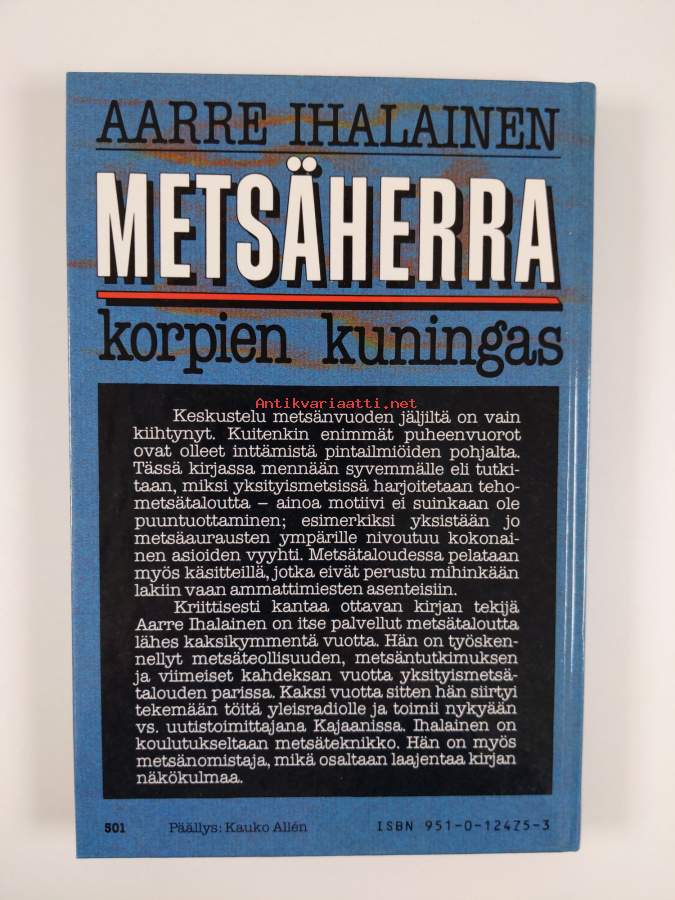 AARRE IHALAINEN
METSÄHERRA
korpien kuningas
Antikvariaatti.net
Keskustelu metsänvuoden jäljiltä on vain
kiihtynyt. Kuitenkin enimmät puheenvuorot
ovat olleet inttämistä pintailmiöiden pohjalta.
Tässä kirjassa mennään syvemmälle eli tutki-
taan, miksi yksityismetsissä harjoitetaan teho-
metsätaloutta – ainoa motiivi ei suinkaan ole
puuntuottaminen; esimerkiksi yksistään jo
metsäaurausten ympärille nivoutuu kokonai-
nen asioiden vyyhti. Metsätaloudessa pelataan
myös käsitteillä, jotka eivät perustu mihinkään
lakiin vaan ammattimiesten asenteisiin.
Kriittisesti kantaa ottavan kirjan tekijä
Aarre Ihalainen on itse palvellut metsätaloutta
lähes kaksikymmentä vuotta. Hän on työsken-
nellyt metsäteollisuuden, metsäntutkimuksen
ja viimeiset kahdeksan vuotta yksityismetsä-
talouden parissa. Kaksi vuotta sitten hän siirtyi
tekemään töitä yleisradiolle ja toimii nykyään
vs. uutistoimittajana Kajaanissa. Ihalainen on
koulutukseltaan metsäteknikko. Hän on myös
metsänomistaja, mikä osaltaan laajentaa kirjan
näkökulmaa.
501 Päällys: Kauko Allén ISBN 951-0-12475-3